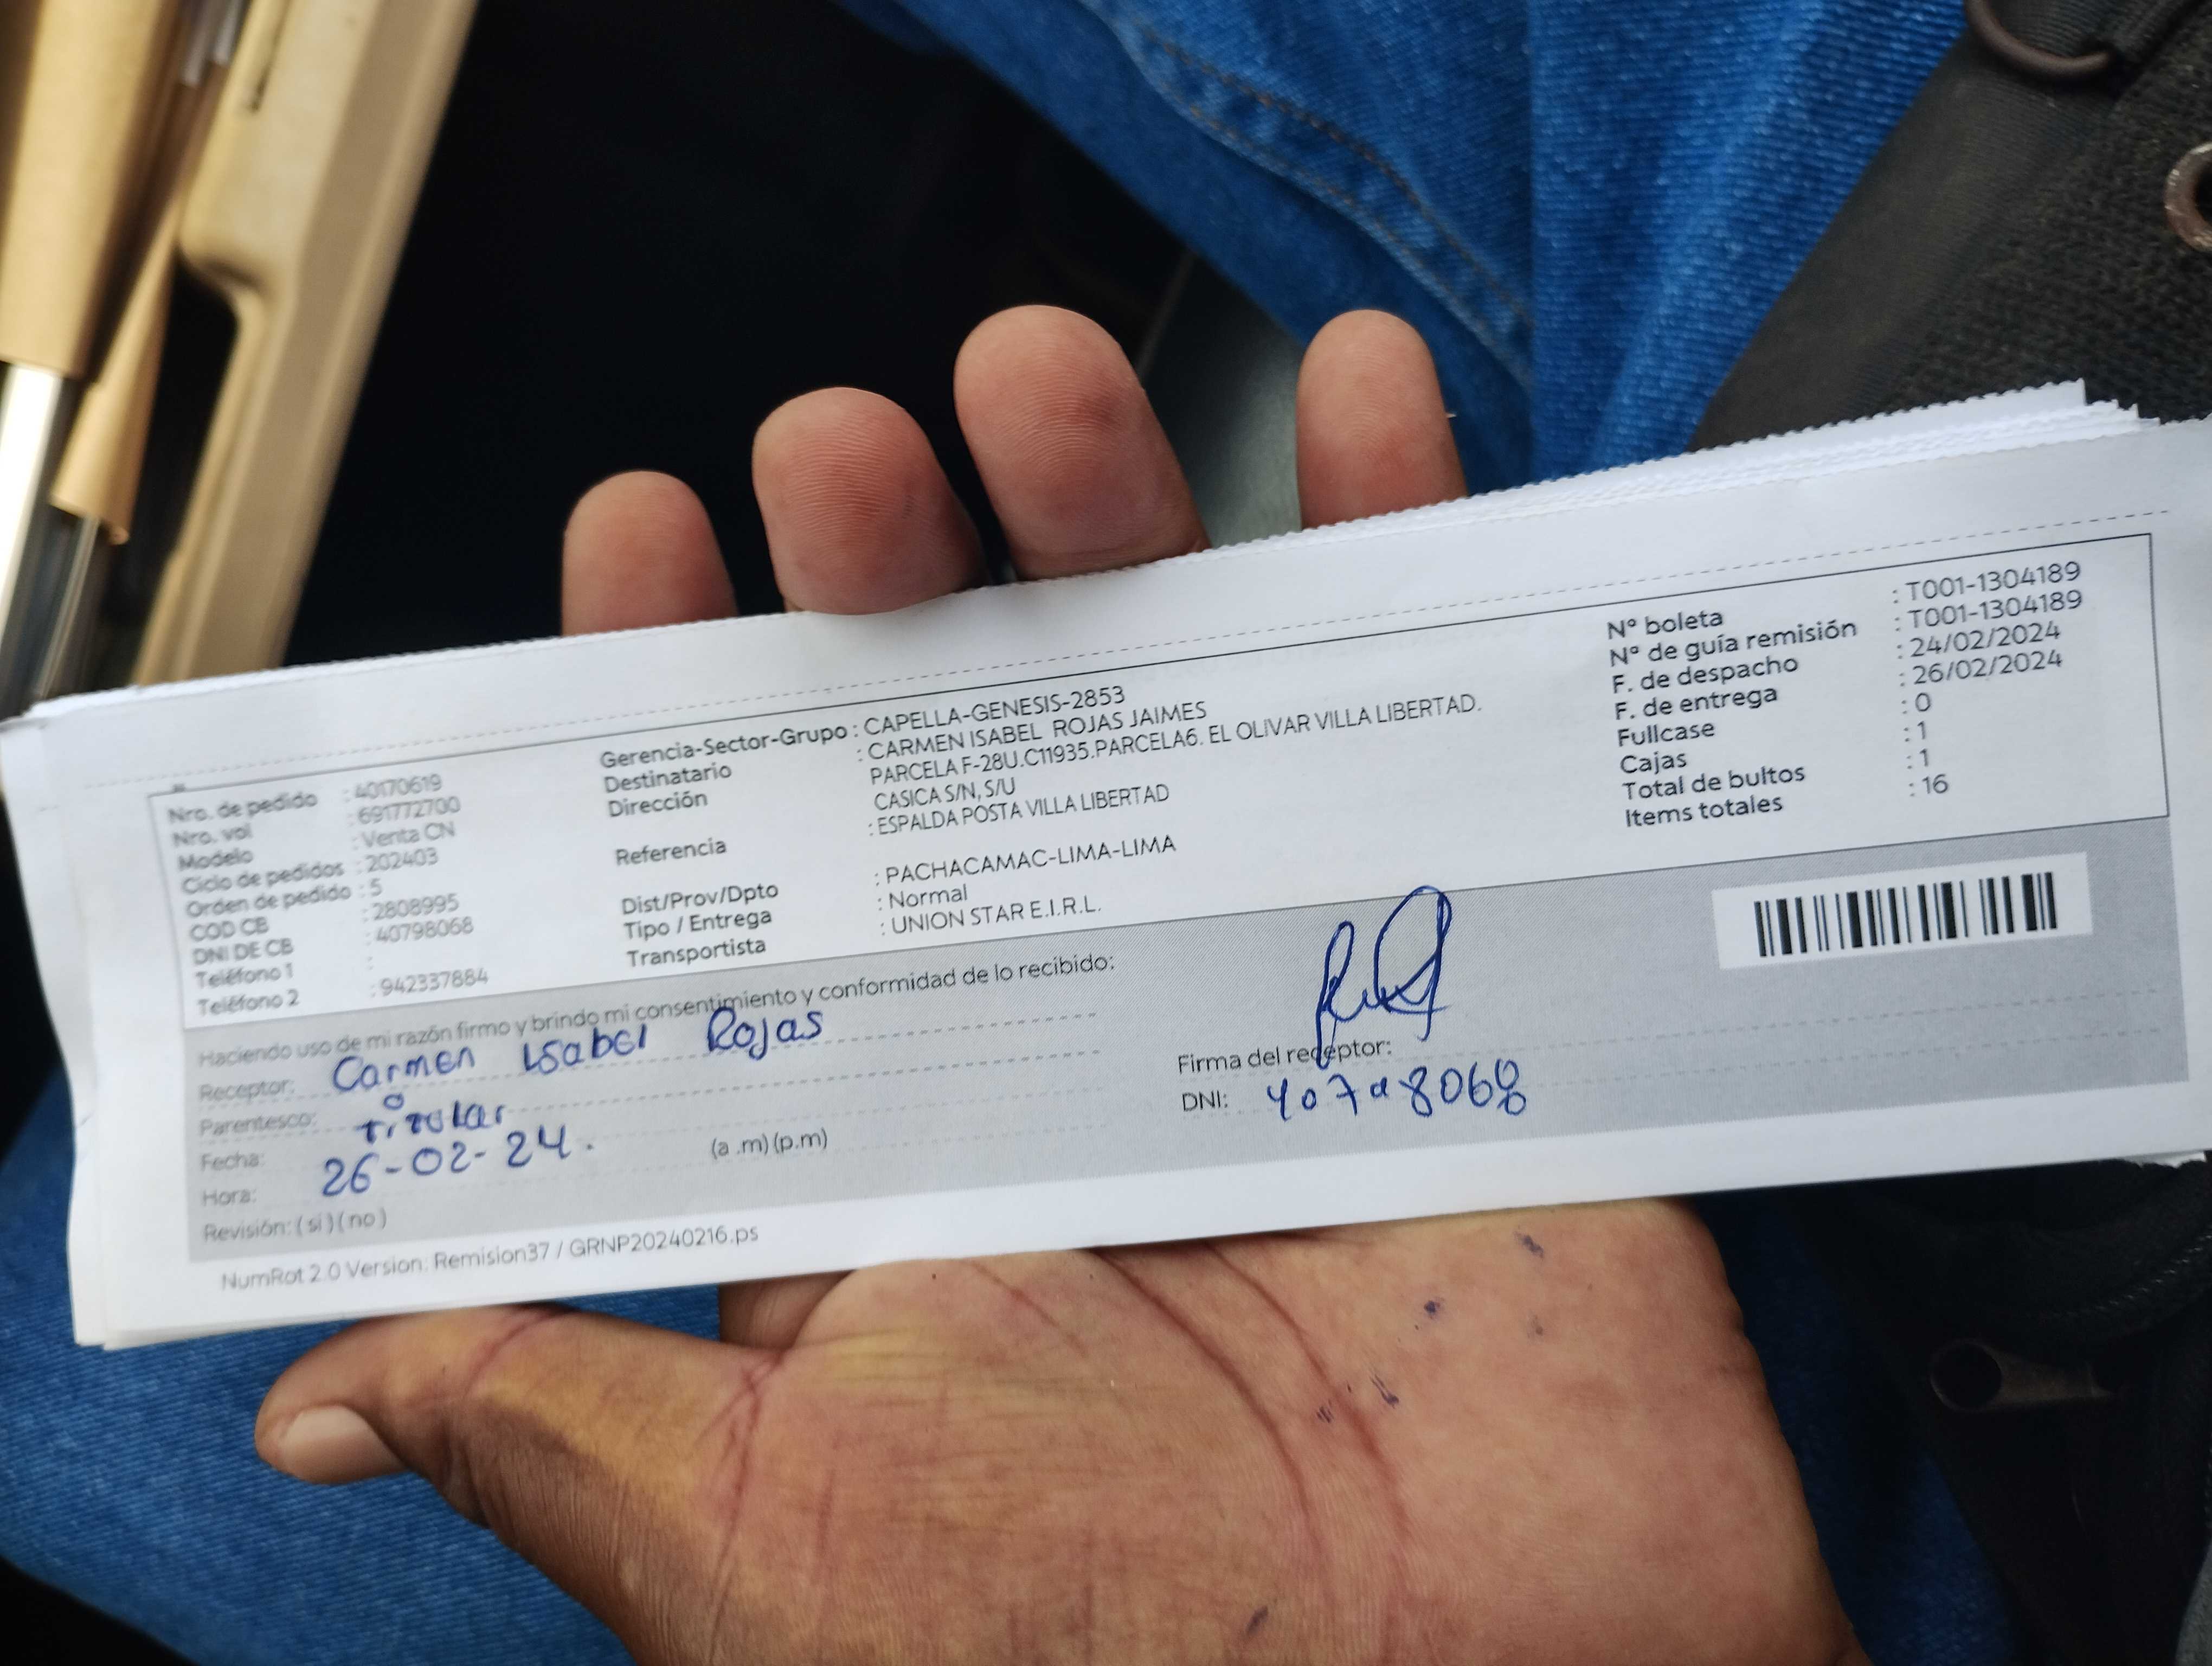 Nro. de pedido : 40170619
Nro. vol : 691772700
Modelo : Venta CN
Ciclo de pedidos : 202403
Orden de pedido : 5
COD CB : 2808995
DNI DE CB : 40798068
Teléfono 1 :
Teléfono 2 : 942337884
Gerencia-Sector-Grupo : CAPELLA-GENESIS-2853
Destinatario : CARMEN ISABEL ROJAS JAIMES
Dirección PARCELA F-28U.C11935.PARCELA6. EL OLIVAR VILLA LIBERTAD.
CASICA S/N, S/U
Referencia : ESPALDA POSTA VILLA LIBERTAD
Dist/Prov/Dpto : PACHACAMAC-LIMA-LIMA
Tipo / Entrega : Normal
Transportista : UNION STAR E.I.R.L.
Nº boleta : T001-1304189
Nº de guía remisión : T001-1304189
F. de despacho : 24/02/2024
F. de entrega : 26/02/2024
Fullcase : 0
Cajas : 1
Total de bultos : 1
Items totales : 16
Haciendo uso de mi razón firmo y brindo mi consentimiento y conformidad de lo recibido:
Receptor: Carmen Isabel Rojas
Parentesco: Titular
Fecha: 26-02-24.
Hora: (a .m) (p.m)
Revisión: ( si ) ( no )
Firma del receptor:
DNI: 40798068
NumRot 2.0 Version: Remision37 / GRNP20240216.ps